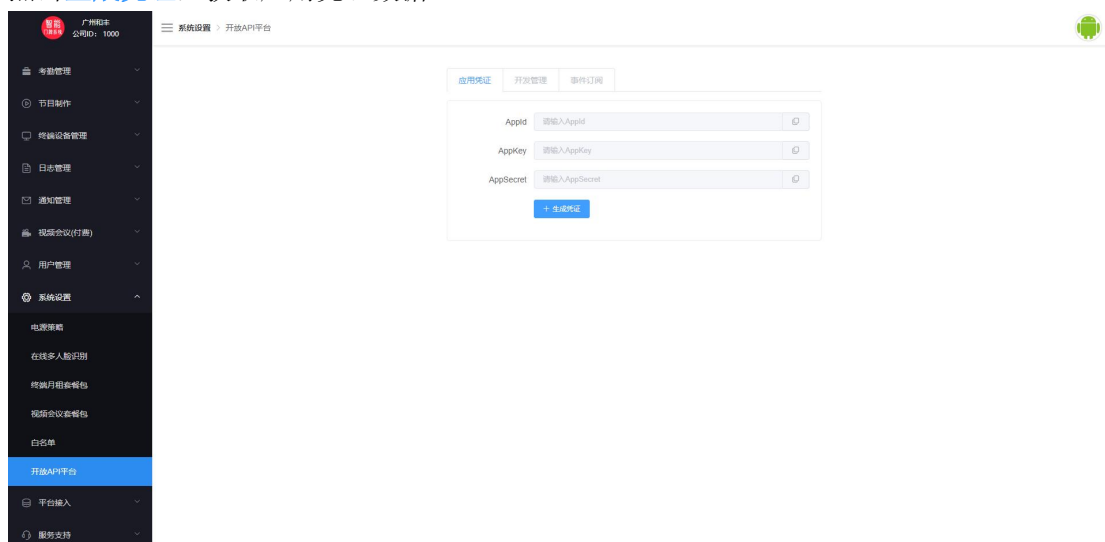 智能 广州和丰
公司ID: 1000
系统设置 > 开放API平台
考勤管理
节目制作
终端设备管理
日志管理
通知管理
视频会议(付费)
用户管理
系统设置
电源策略
在线多人脸识别
终端月租套餐包
视频会议套餐包
白名单
开放API平台
平台接入
服务支持
应用凭证 开发管理 事件订阅
AppId 请输入AppId
AppKey 请输入AppKey
AppSecret 请输入AppSecret
+ 生成凭证